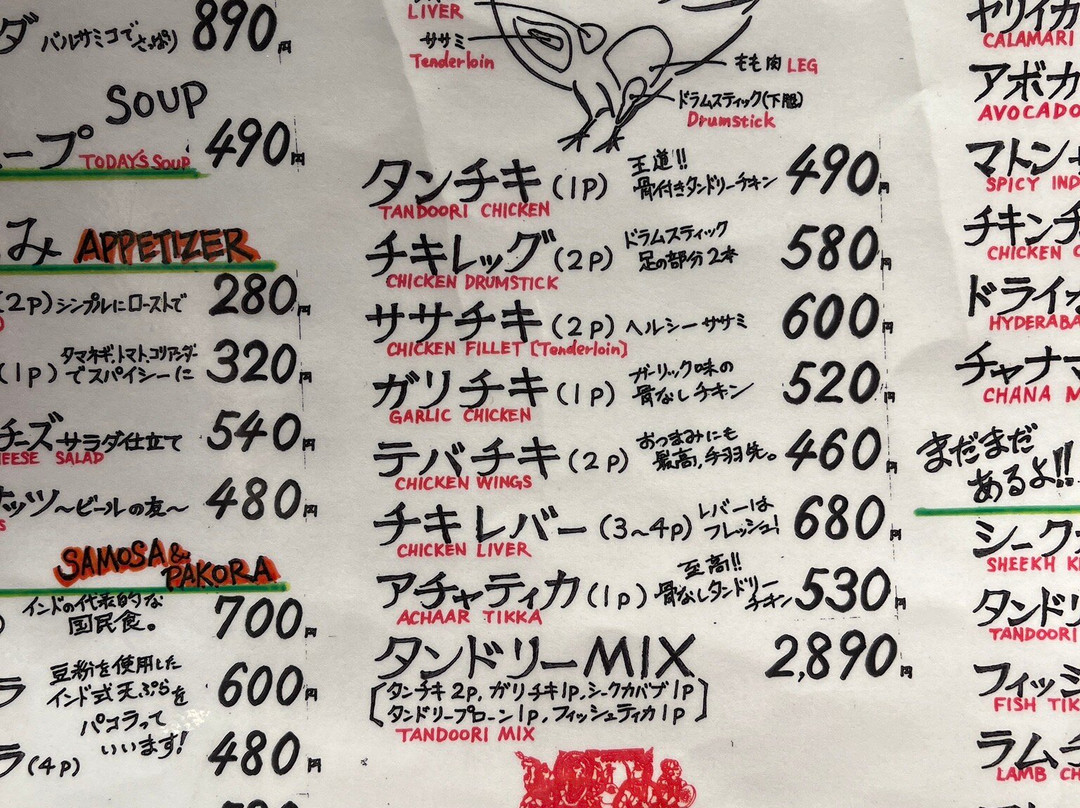 ダ バルサミコでさっぱり 890円
SOUP
ープ TODAY'S SOUP 490円
み APPETIZER
(2P) シンプルにローストで 280円
(1P) タマネギ、トマト、コリアンダー
でスパイシーに 320円
チーズ サラダ仕立て 540円
CHEESE SALAD
ナッツ 〜ビールの友〜 480円
SAMOSA &
PAKORA
インドの代表的な
国民食。 700円
豆粉を使用した
インド式天ぷらを
パコラって
いいます! 600円
ラ(4P) 480円
LIVER
ササミ
Tenderloin
もも肉 LEG
ドラムスティック(下腿)
Drumstick
タンチキ(1P) 王道!!
骨付きタンドリーチキン 490円
TANDOORI CHICKEN
チキレッグ(2P) ドラムスティック
足の部分2本 580円
CHICKEN DRUMSTICK
ササチキ(2P) ヘルシーササミ 600円
CHICKEN FILLET [Tenderloin]
ガリチキ(1P) ガーリック味の
骨なしチキン 520円
GARLIC CHICKEN
テバチキ(2P) おつまみにも
最高、手羽先。 460円
CHICKEN WINGS
チキレバー(3〜4P) レバーは
フレッシュ! 680円
CHICKEN LIVER
アチャティカ(1P) 至高!!
骨なしタンドリーチキン 530円
ACHAAR TIKKA
タンドリーMIX 2,890円
[タンチキ2P, ガリチキ1P, シークカバブ1P
タンドリープローン1P, フィッシュティカ1P]
TANDOORI MIX
ヤリイカ
CALAMARI
アボカ
AVOCADO
マトン
SPICY IND
チキンチ
CHICKEN
ドライ
HYDERABA
チャナマ
CHANA M
まだまだ
あるよ!!
シーク
SHEEKH K
タンドリ
TANDOORI
フィッシ
FISH TIK
ラムチ
LAMB CH